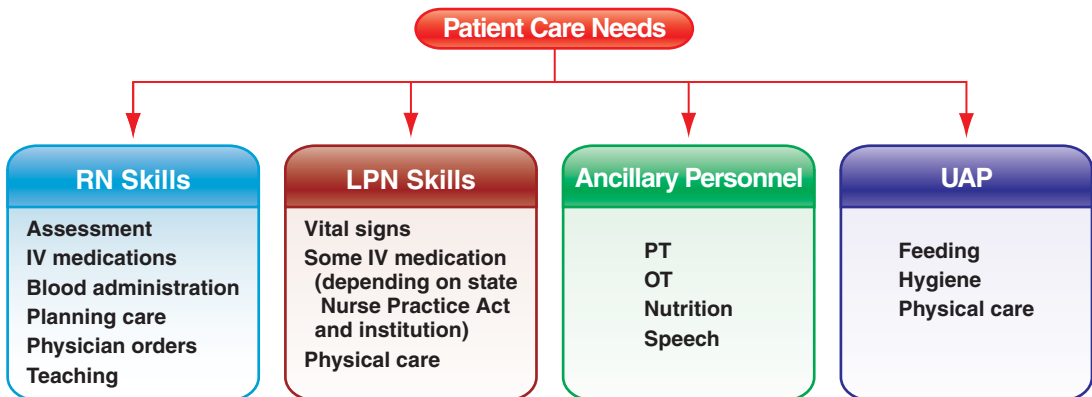 Patient Care Needs
RN Skills
Assessment
IV medications
Blood administration
Planning care
Physician orders
Teaching
LPN Skills
Vital signs
Some IV medication
(depending on state
Nurse Practice Act
and institution)
Physical care
Ancillary Personnel
PT
OT
Nutrition
Speech
UAP
Feeding
Hygiene
Physical care